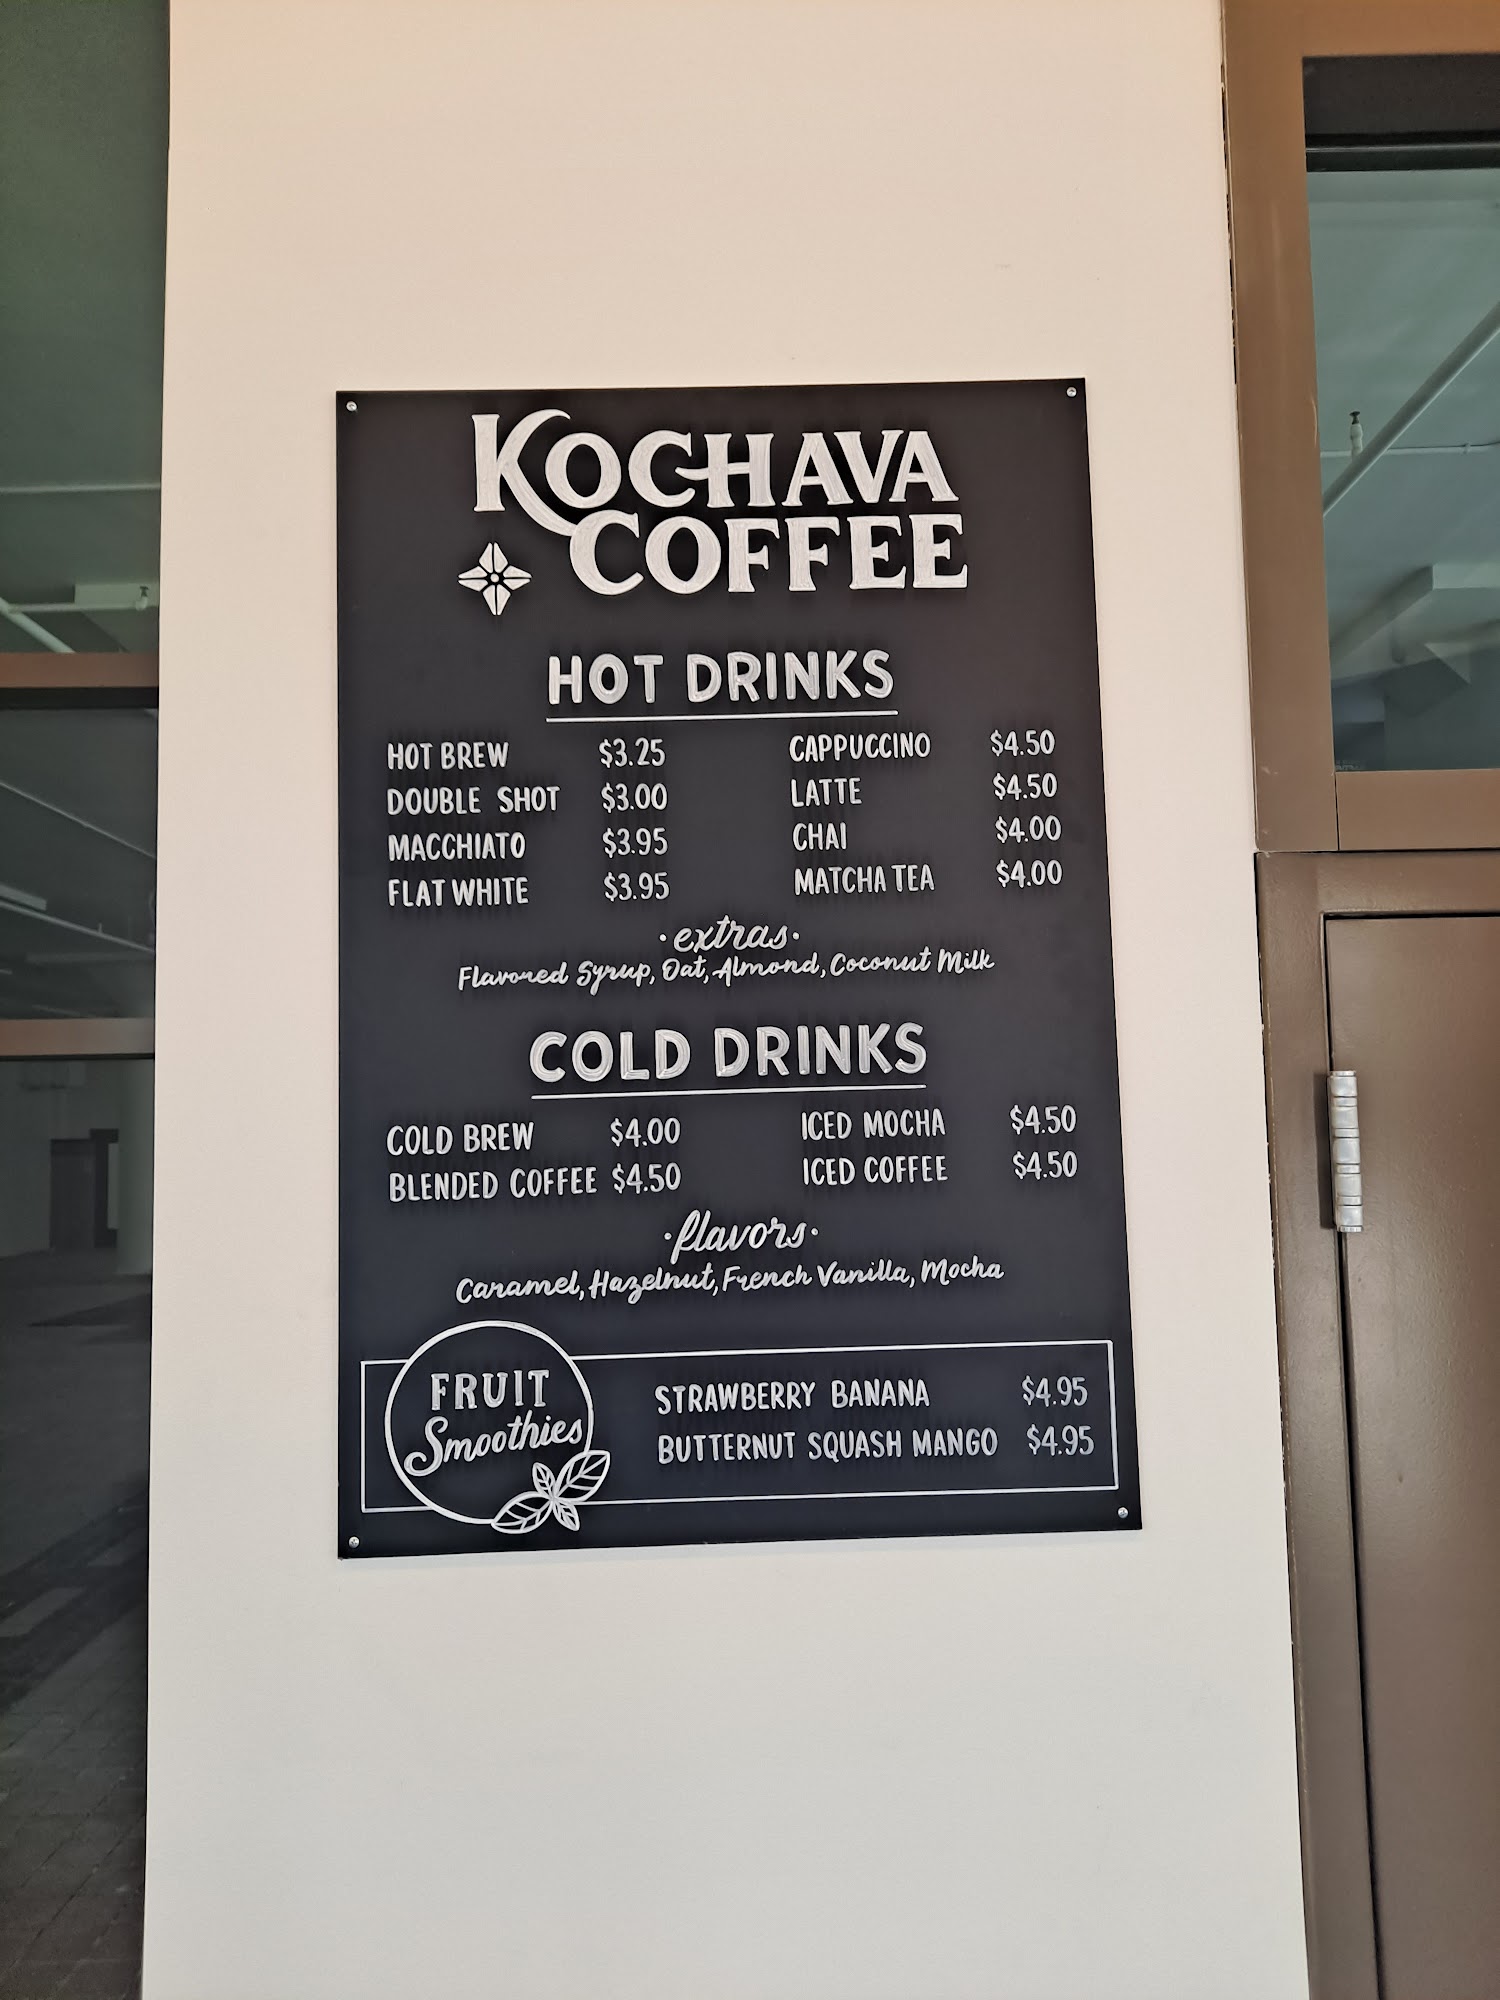 KOCHAVA
COFFEE
HOT DRINKS
HOT BREW $3.25
DOUBLE SHOT $3.00
MACCHIATO $3.95
FLAT WHITE $3.95
CAPPUCCINO $4.50
LATTE $4.50
CHAI $4.00
MATCHA TEA $4.00
·extras·
Flavored Syrup, Oat, Almond, Coconut Milk
COLD DRINKS
COLD BREW $4.00
BLENDED COFFEE $4.50
ICED MOCHA $4.50
ICED COFFEE $4.50
·flavors·
Caramel, Hazelnut, French Vanilla, Mocha
FRUIT
Smoothies
STRAWBERRY BANANA $4.95
BUTTERNUT SQUASH MANGO $4.95